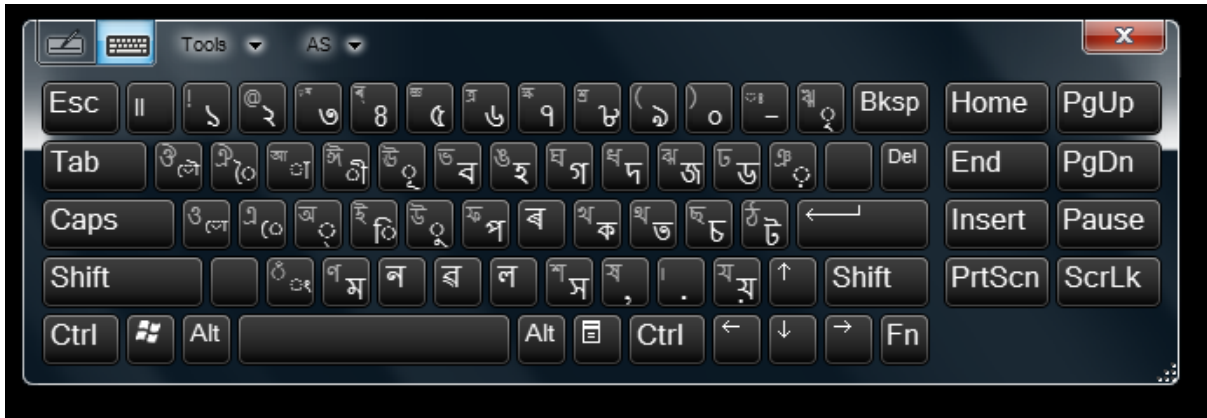 Tools AS X
Esc ॥ ! ১ @ ২ ৩ ৪ ৫ ৬ ৭ ৮ ( ৯ ) ০ ঃ - ঋ ৃ Bksp Home PgUp
Tab ঔ ৌ ঐ ৈ আ া ঈ ী ঊ ূ ভ ব ঙ হ ঘ গ ধ দ ঝ জ ঢ ড ঞ ় Del End PgDn
Caps ও ো এ ে অ ্ ই ি উ ু ফ প ৰ খ ক থ ত ছ চ ঠ ট Insert Pause
Shift ঁ ং ণ ম ন ৱ ল শ স ষ , । . য য় ↑ Shift PrtScn ScrLk
Ctrl Alt Alt Ctrl ← ↓ → Fn